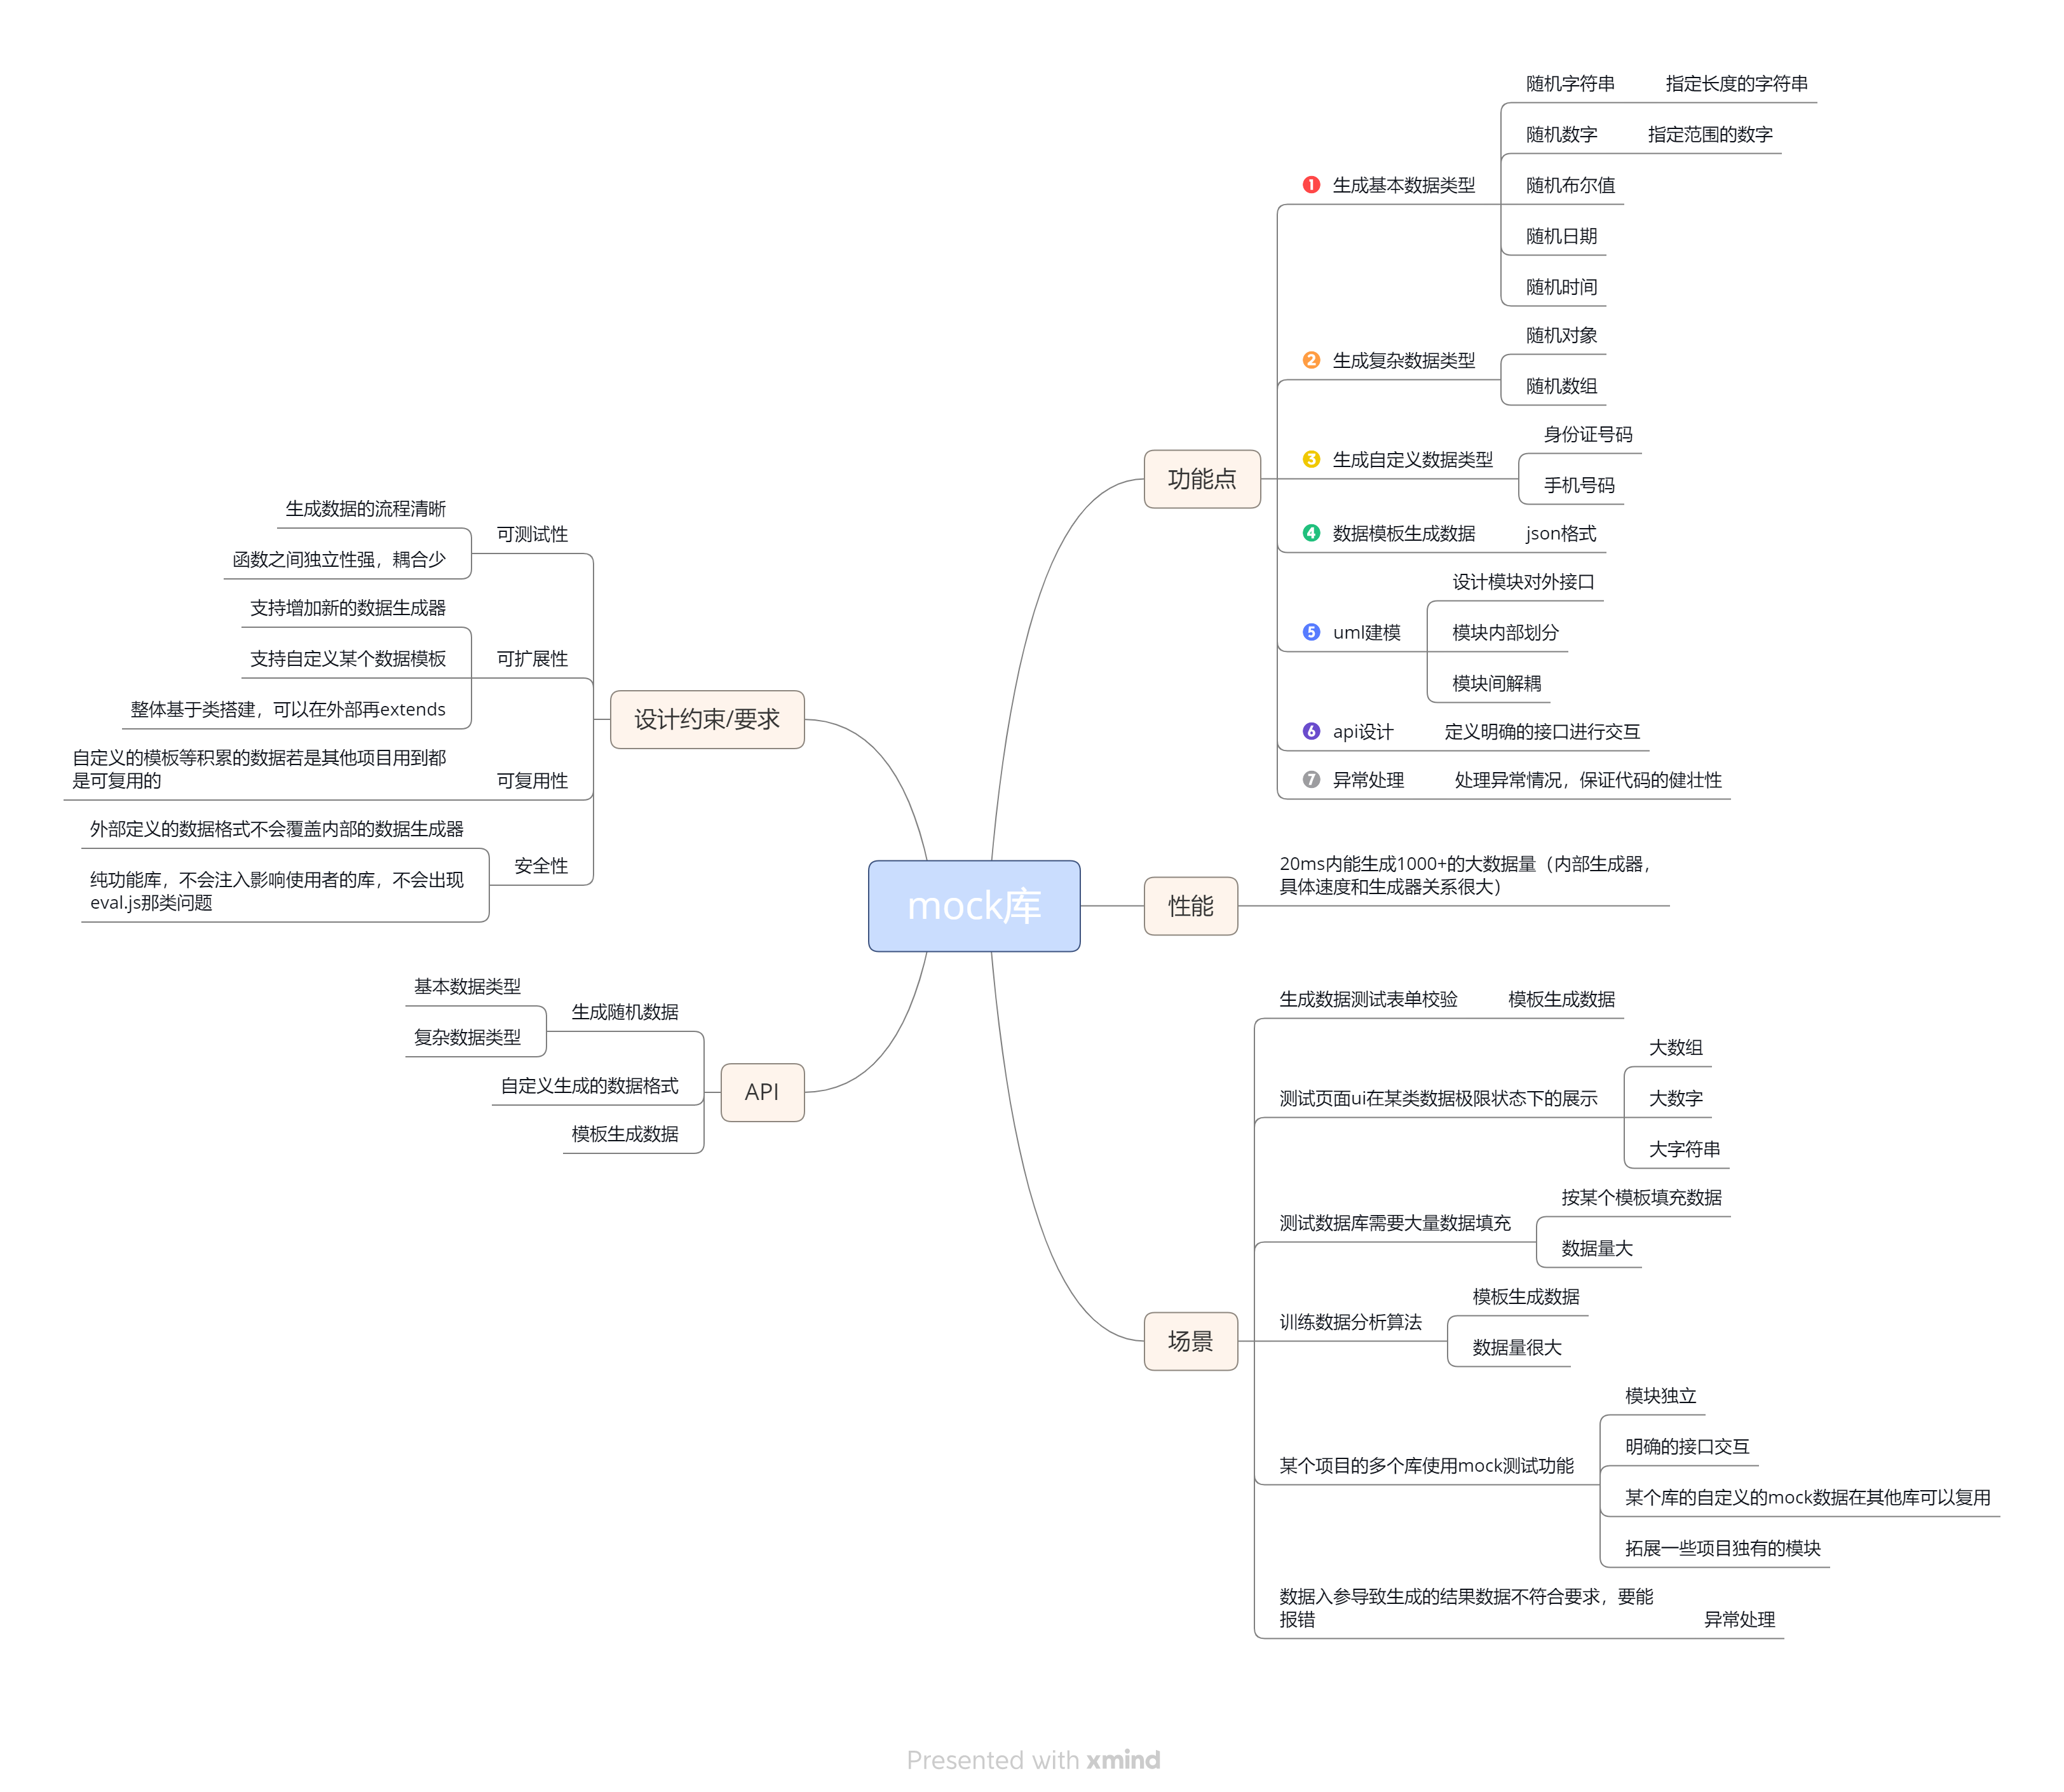 mock库
功能点
❶ 生成基本数据类型
随机字符串
指定长度的字符串
随机数字
指定范围的数字
随机布尔值
随机日期
随机时间
❷ 生成复杂数据类型
随机对象
随机数组
❸ 生成自定义数据类型
身份证号码
手机号码
❹ 数据模板生成数据
json格式
❺ uml建模
设计模块对外接口
模块内部划分
模块间解耦
❻ api设计
定义明确的接口进行交互
❼ 异常处理
处理异常情况，保证代码的健壮性
性能
20ms内能生成1000+的大数据量（内部生成器，
具体速度和生成器关系很大）
场景
生成数据测试表单校验
模板生成数据
测试页面ui在某类数据极限状态下的展示
大数组
大数字
大字符串
测试数据库需要大量数据填充
按某个模板填充数据
数据量大
训练数据分析算法
模板生成数据
数据量很大
某个项目的多个库使用mock测试功能
模块独立
明确的接口交互
某个库的自定义的mock数据在其他库可以复用
拓展一些项目独有的模块
数据入参导致生成的结果数据不符合要求，要能
报错
异常处理
设计约束/要求
可测试性
生成数据的流程清晰
函数之间独立性强，耦合少
可扩展性
支持增加新的数据生成器
支持自定义某个数据模板
整体基于类搭建，可以在外部再extends
可复用性
自定义的模板等积累的数据若是其他项目用到都
是可复用的
安全性
外部定义的数据格式不会覆盖内部的数据生成器
纯功能库，不会注入影响使用者的库，不会出现
eval.js那类问题
API
生成随机数据
基本数据类型
复杂数据类型
自定义生成的数据格式
模板生成数据
Presented with xmind